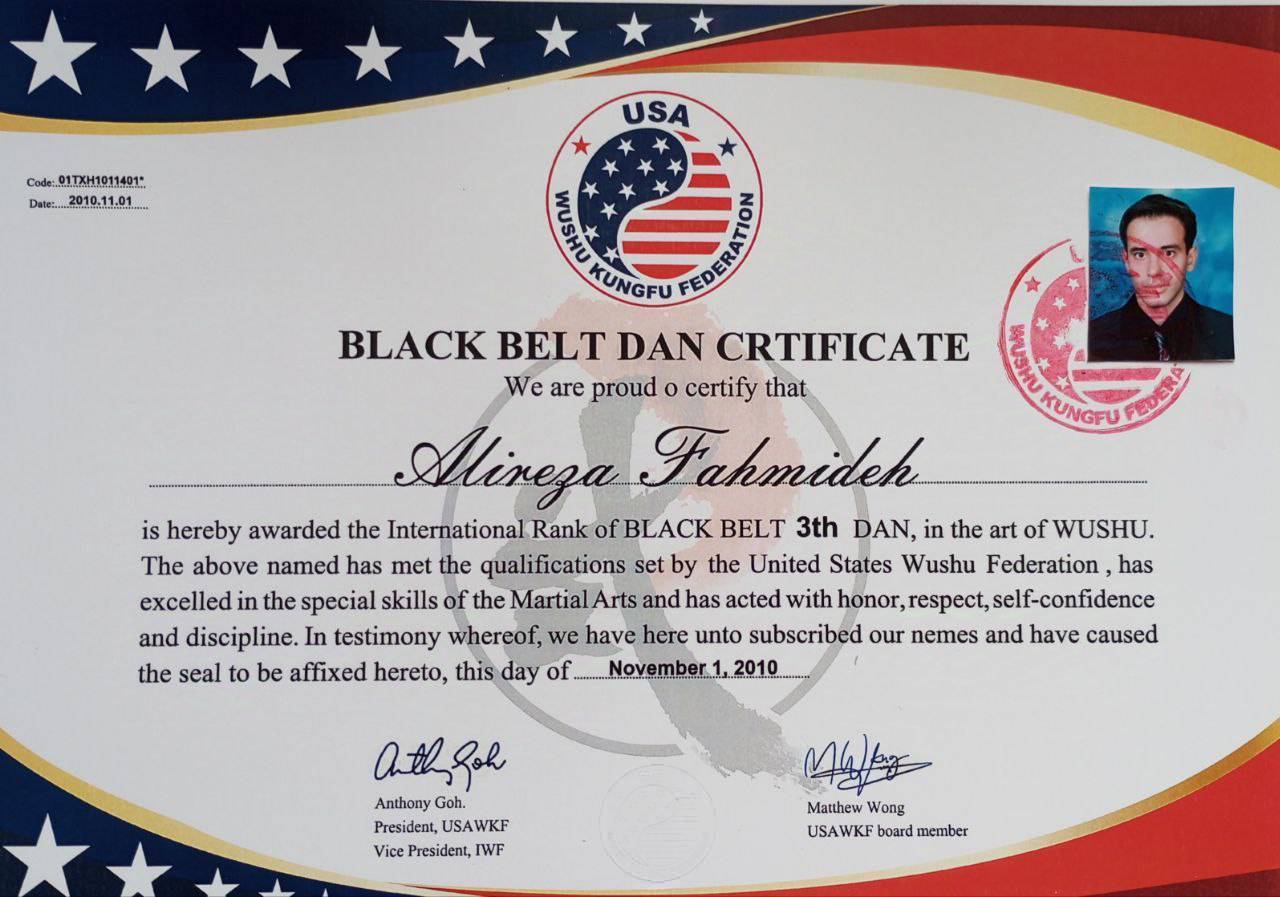 USA
WUSHU KUNGFU FEDERATION
Code: 01TXH1011401*
Date: 2010.11.01
WUSHU KUNGFU FEDERA
BLACK BELT DAN CRTIFICATE
We are proud o certify that
Alireza Fahmideh
is hereby awarded the International Rank of BLACK BELT 3th DAN, in the art of WUSHU.
The above named has met the qualifications set by the United States Wushu Federation , has
excelled in the special skills of the Martial Arts and has acted with honor, respect, self-confidence
and discipline. In testimony whereof, we have here unto subscribed our nemes and have caused
the seal to be affixed hereto, this day of November 1, 2010
Anthony Goh
Anthony Goh.
President, USAWKF
Vice President, IWF
Matthew Wong
USAWKF board member